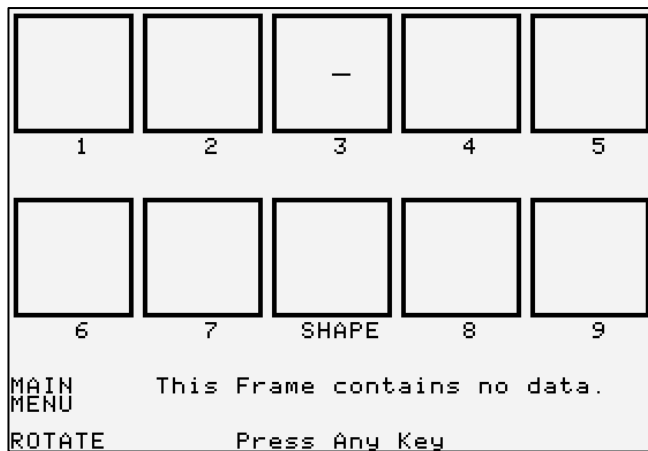 1 2 3 4 5
6 7 SHAPE 8 9
MAIN This Frame contains no data.
MENU
ROTATE Press Any Key